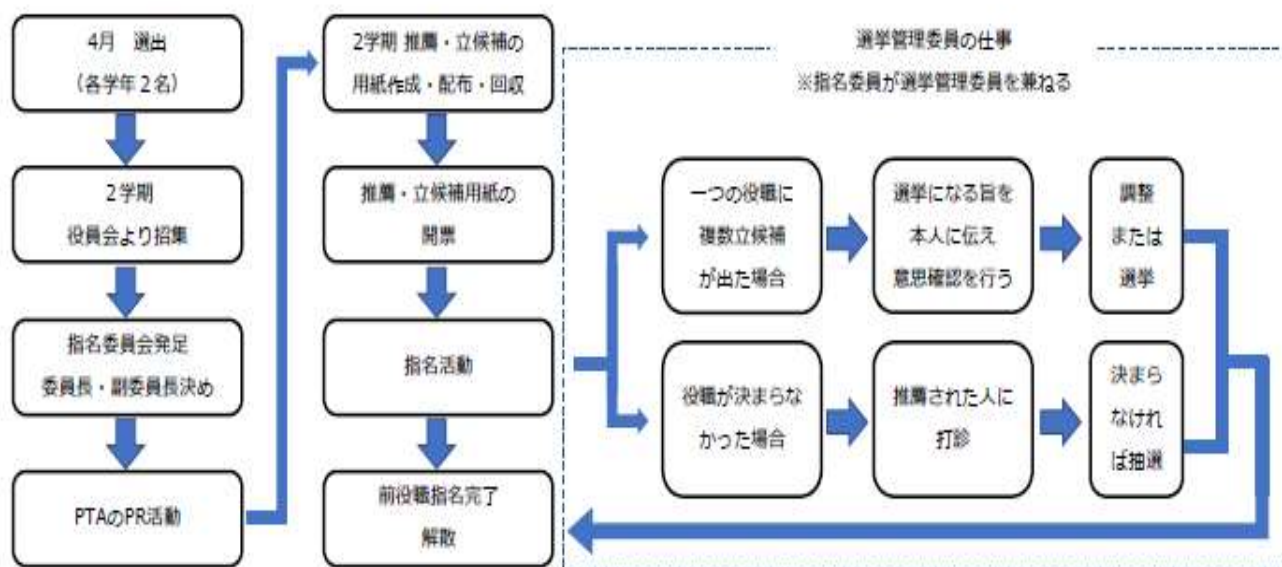 4月　選出
（各学年２名）
２学期
役員会より招集
指名委員会発足
委員長・副委員長決め
PTAのPR活動
2学期 推薦・立候補の
用紙作成・配布・回収
推薦・立候補用紙の
開票
指名活動
前役職指名完了
解散
選挙管理委員の仕事
※指名委員が選挙管理委員を兼ねる
一つの役職に
複数立候補
が出た場合
選挙になる旨を
本人に伝え
意思確認を行う
調整
または
選挙
役職が決まらな
かった場合
推薦された人に
打診
決まら
なけれ
ば抽選